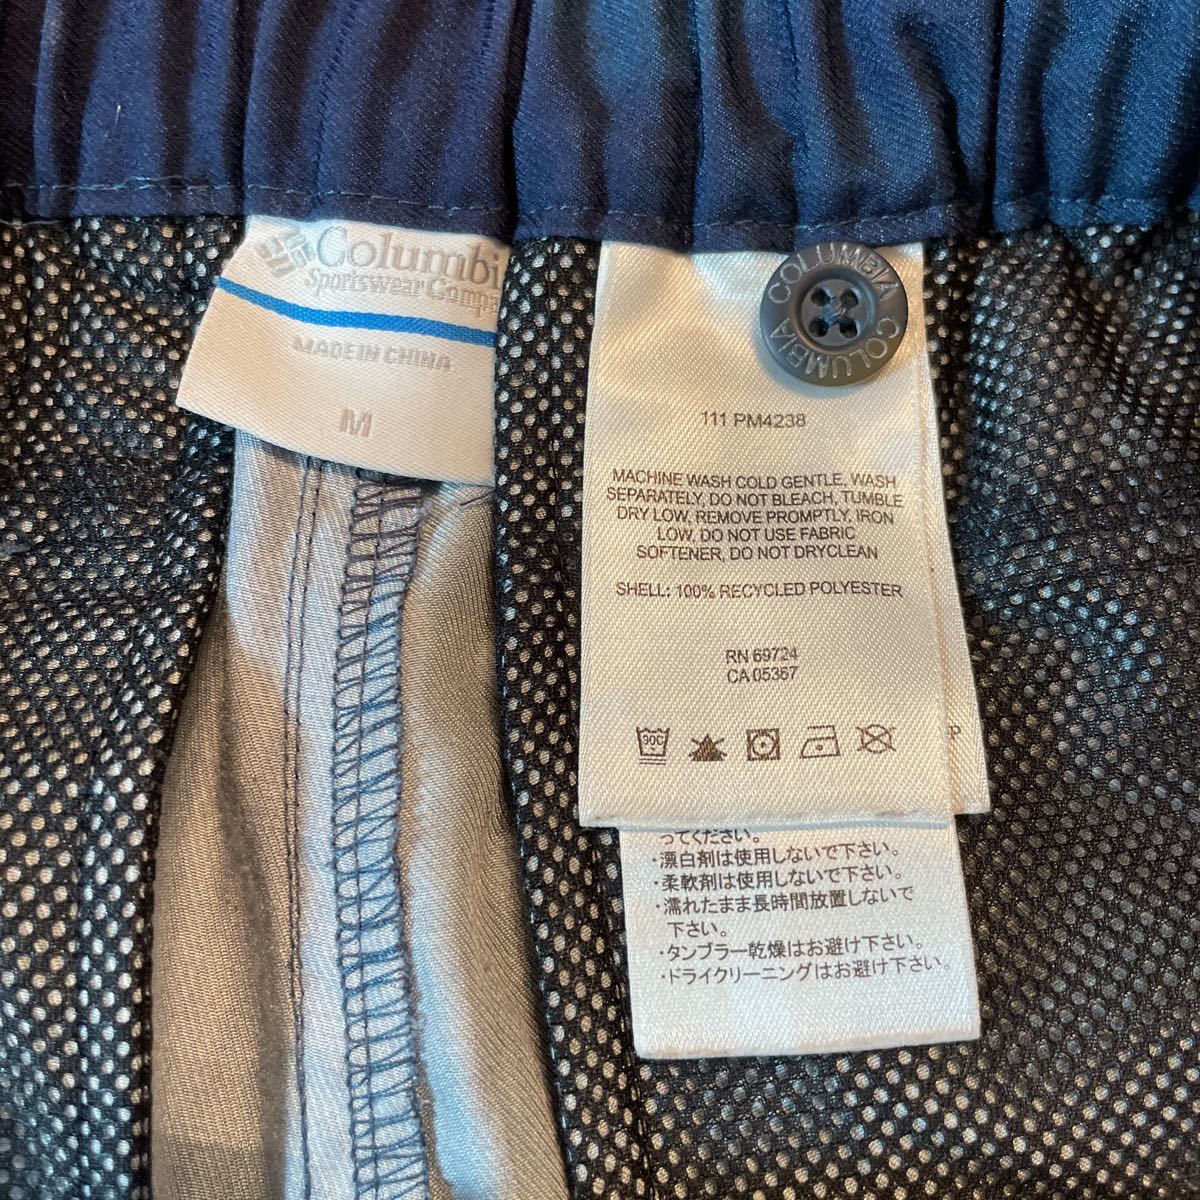 Columbi
Sportswear Compa
MADE IN CHINA
M
COLUMBIA
COLUMBIA
111 PM4238
MACHINE WASH COLD GENTLE, WASH
SEPARATELY, DO NOT BLEACH, TUMBLE
DRY LOW, REMOVE PROMPTLY, IRON
LOW, DO NOT USE FABRIC
SOFTENER, DO NOT DRYCLEAN
SHELL: 100% RECYCLED POLYESTER
RN 69724
CA 05367
30C
P
ってください。
・漂白剤は使用しないで下さい。
・柔軟剤は使用しないで下さい。
・濡れたまま長時間放置しないで
下さい。
・タンブラー乾燥はお避け下さい。
・ドライクリーニングはお避け下さい。